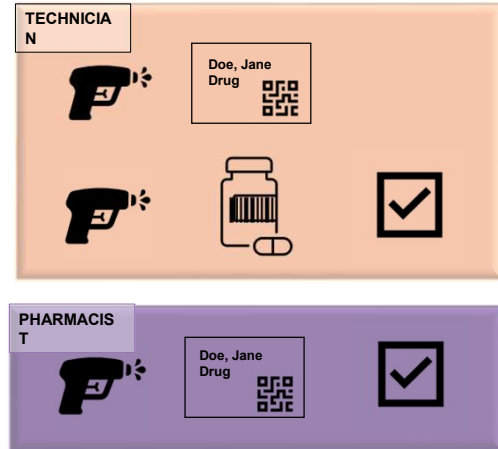 TECHNICIA
N
Doe, Jane
Drug
PHARMACIS
T
Doe, Jane
Drug